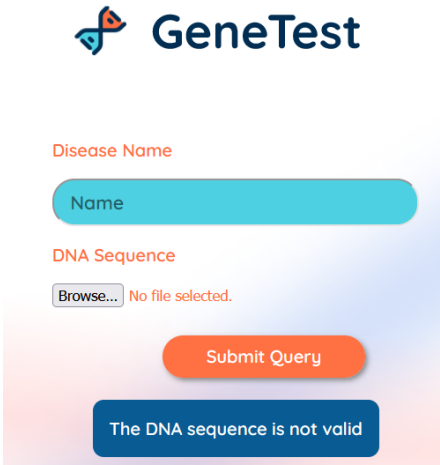 GeneTest
Disease Name
Name
DNA Sequence
Browse... No file selected.
Submit Query
The DNA sequence is not valid